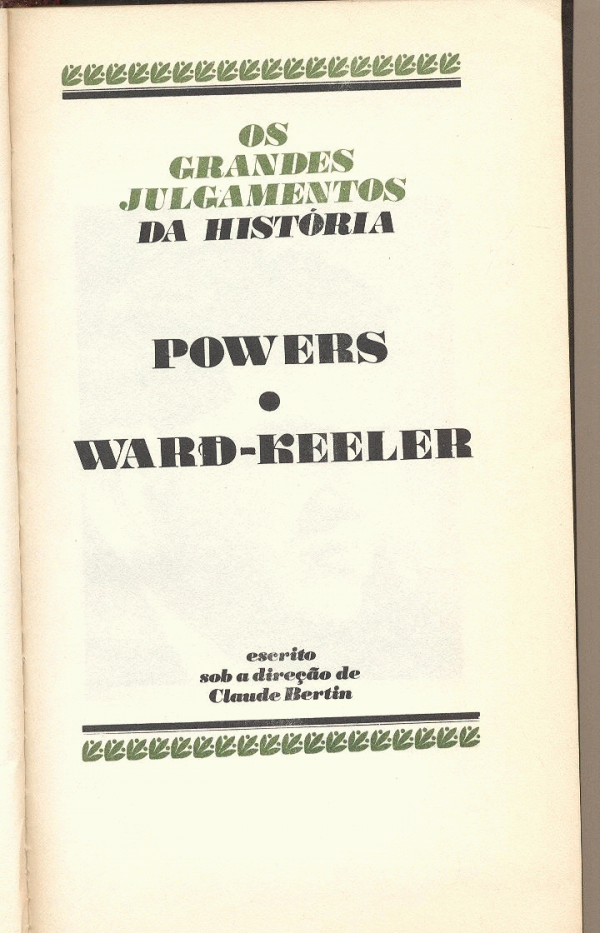 OS
GRANDES
JULGAMENTOS
DA HISTÓRIA
POWERS
•
WARD-KEELER
escrito
sob a direção de
Claude Bertin